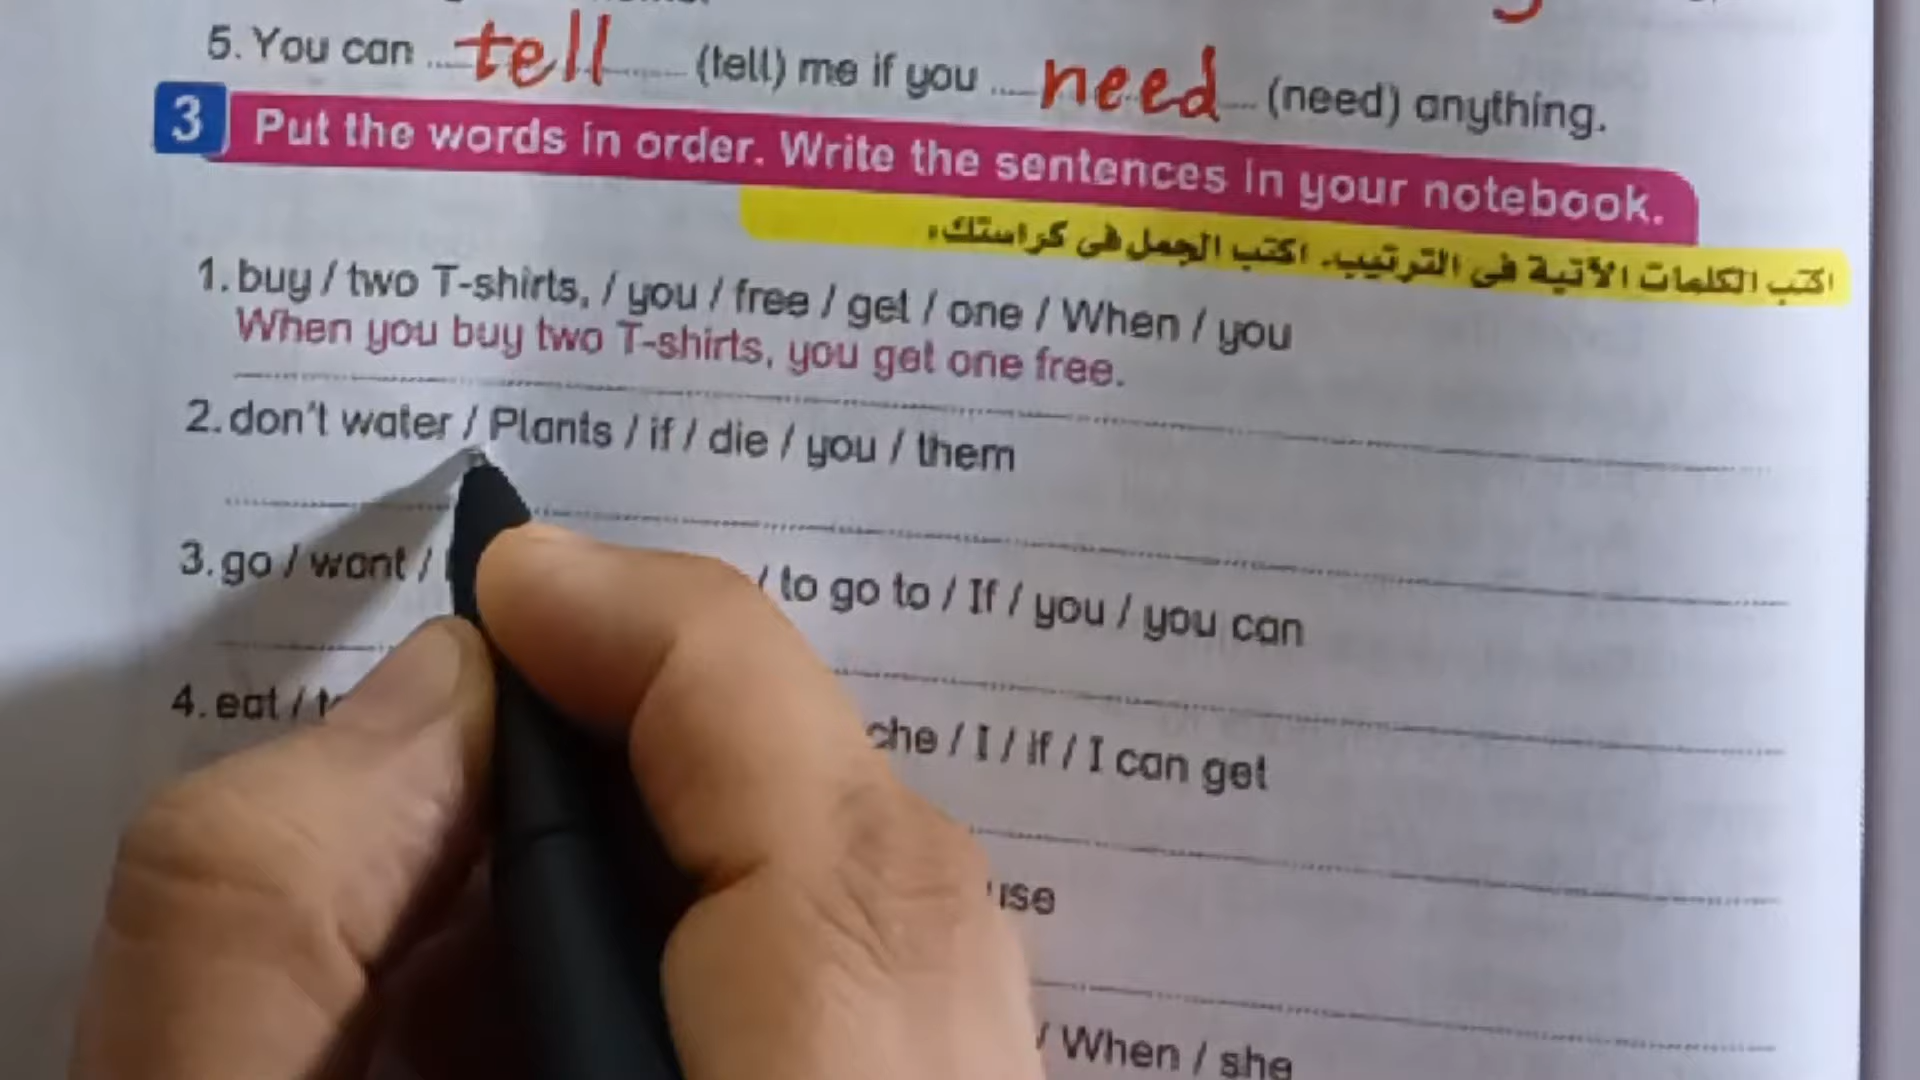 5. You can tell (tell) me if you need (need) anything.
3 Put the words in order. Write the sentences in your notebook.
اكتب الكلمات الآتية فى الترتيب. اكتب الجمل فى كراستك.
1. buy / two T-shirts, / you / free / get / one / When / you
When you buy two T-shirts, you get one free.
2. don't water / Plants / if / die / you / them
3. go / want / / to go to / If / you / you can
4. eat / / I / if / I can get
/ When / she